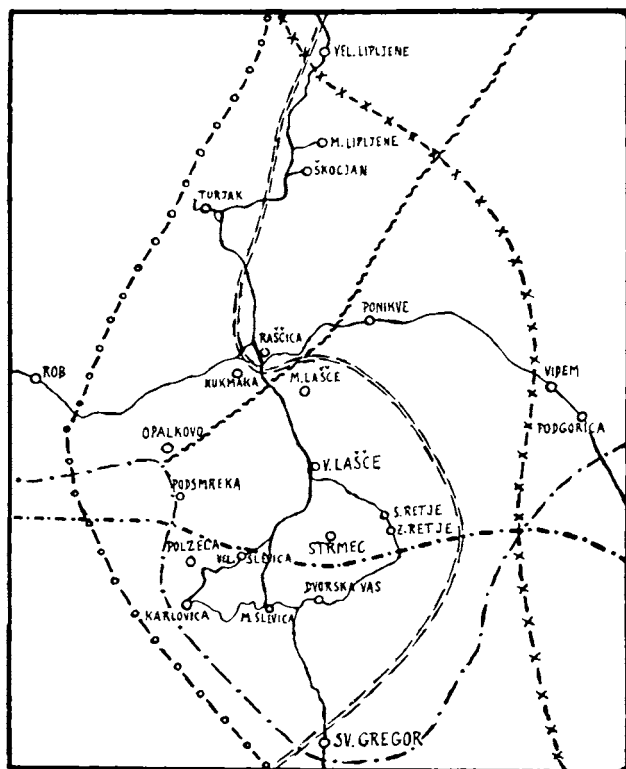 VEL. LIPLJENE
M. LIPLJENE
ŠKOCJAN
TURJAK
PONIKVE
RAŠČICA
ROB
KUKMAKA
M. LAŠČE
VIDEM
PODGORICA
OPALKOVO
V. LAŠČE
PODSMREKA
S. RETJE
Z. RETJE
STRMEC
POLZELA
VEL. SLEVICA
DVORSKA VAS
KARLOVICA
M. SLEVICA
SV. GREGOR